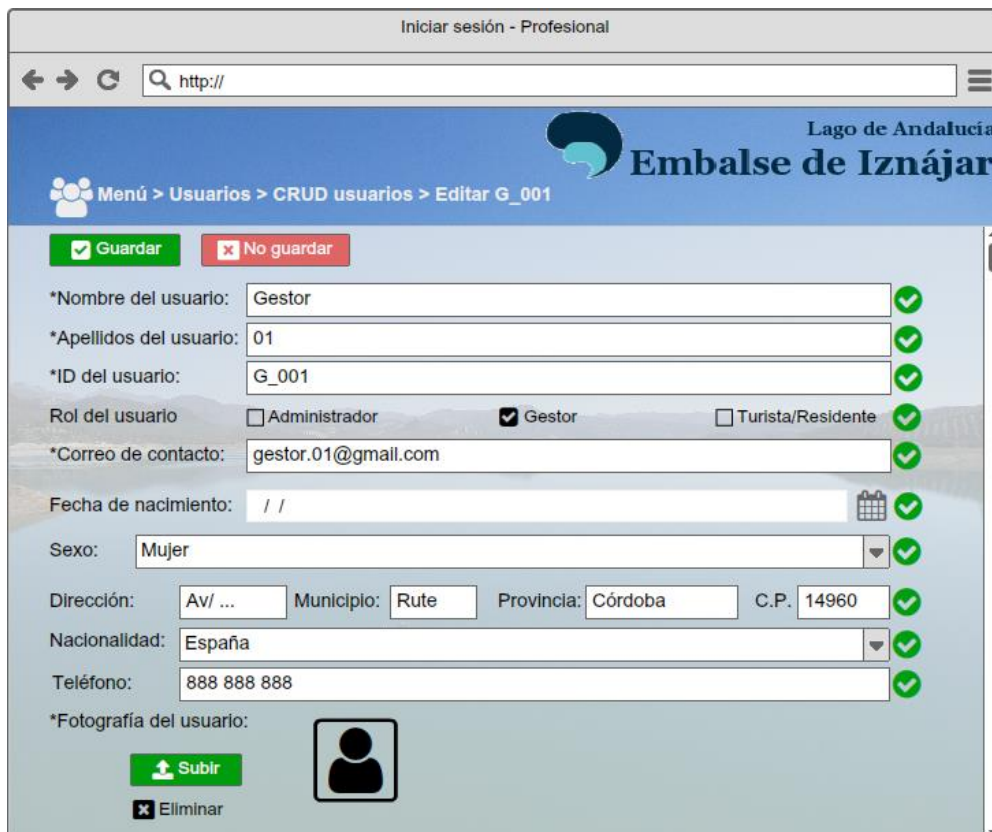 Iniciar sesión - Profesional
http://
Lago de Andalucía
Embalse de Iznájar
Menú > Usuarios > CRUD usuarios > Editar G_001
Guardar No guardar
*Nombre del usuario: Gestor
*Apellidos del usuario: 01
*ID del usuario: G_001
Rol del usuario Administrador Gestor Turista/Residente
*Correo de contacto: gestor.01@gmail.com
Fecha de nacimiento: / /
Sexo: Mujer
Dirección: Av/ ... Municipio: Rute Provincia: Córdoba C.P. 14960
Nacionalidad: España
Teléfono: 888 888 888
*Fotografía del usuario:
Subir
Eliminar